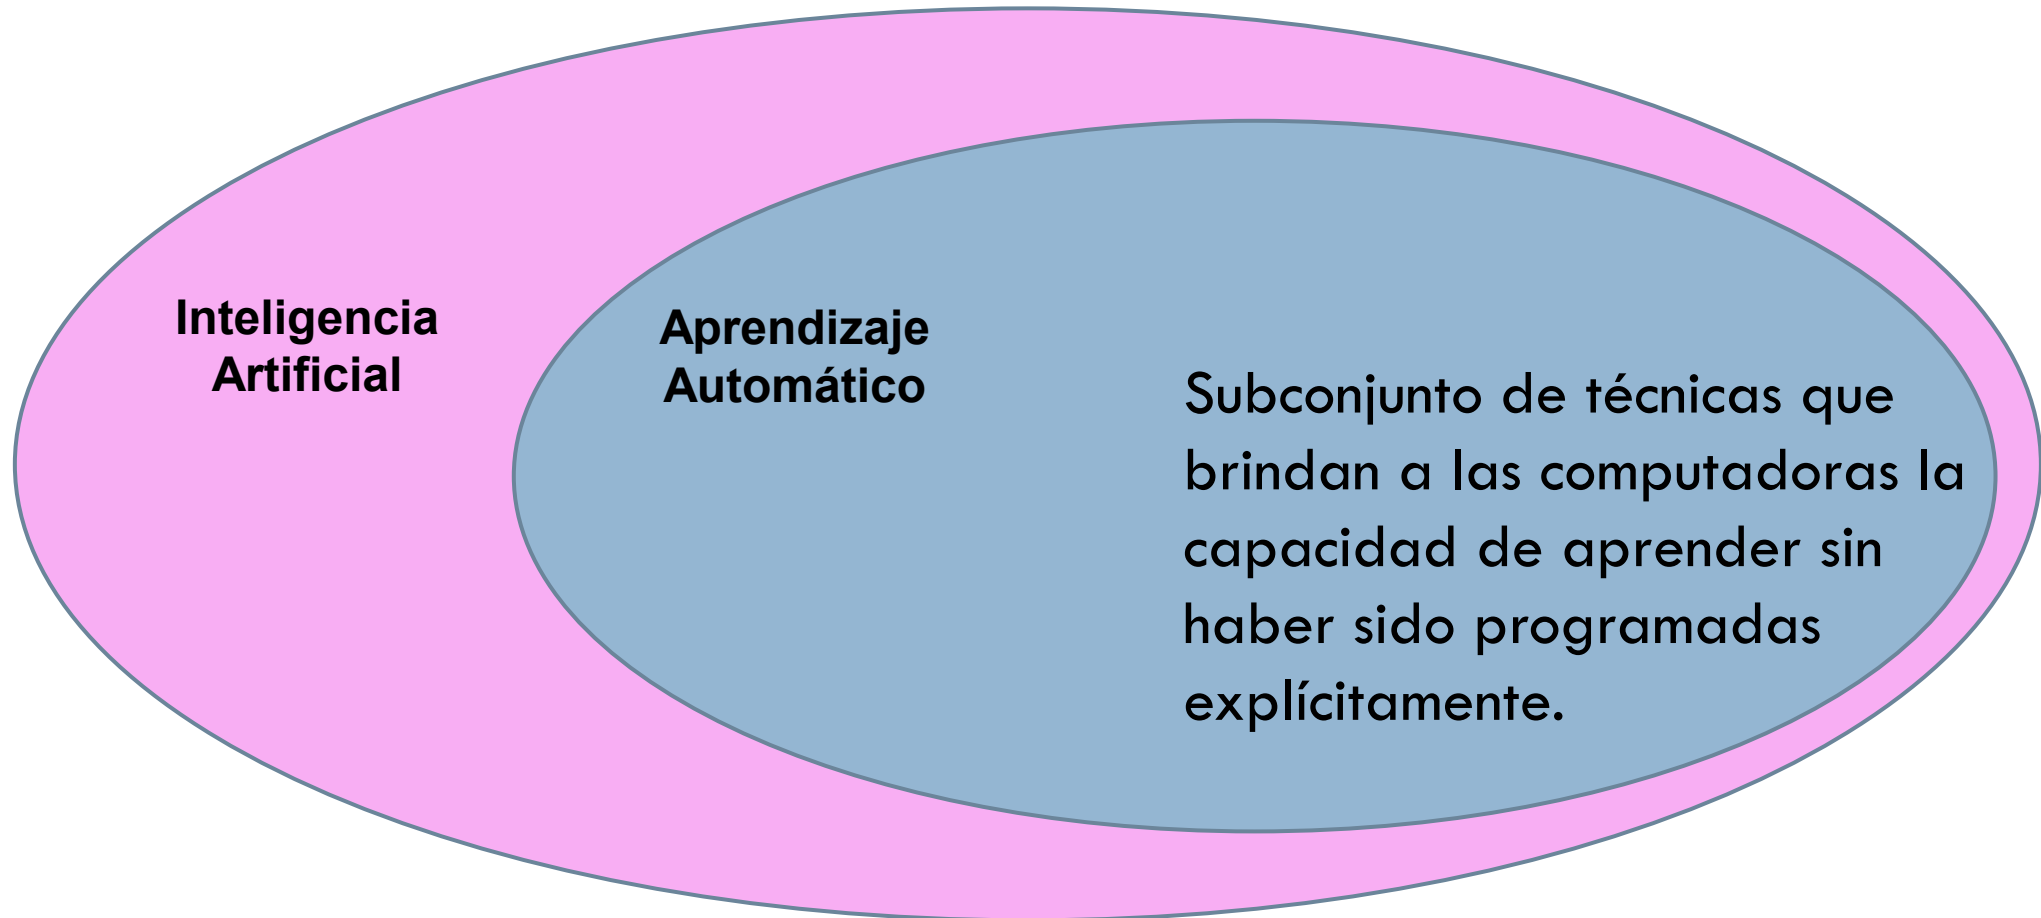 Inteligencia
Artificial
Aprendizaje
Automático
Subconjunto de técnicas que
brindan a las computadoras la
capacidad de aprender sin
haber sido programadas
explícitamente.